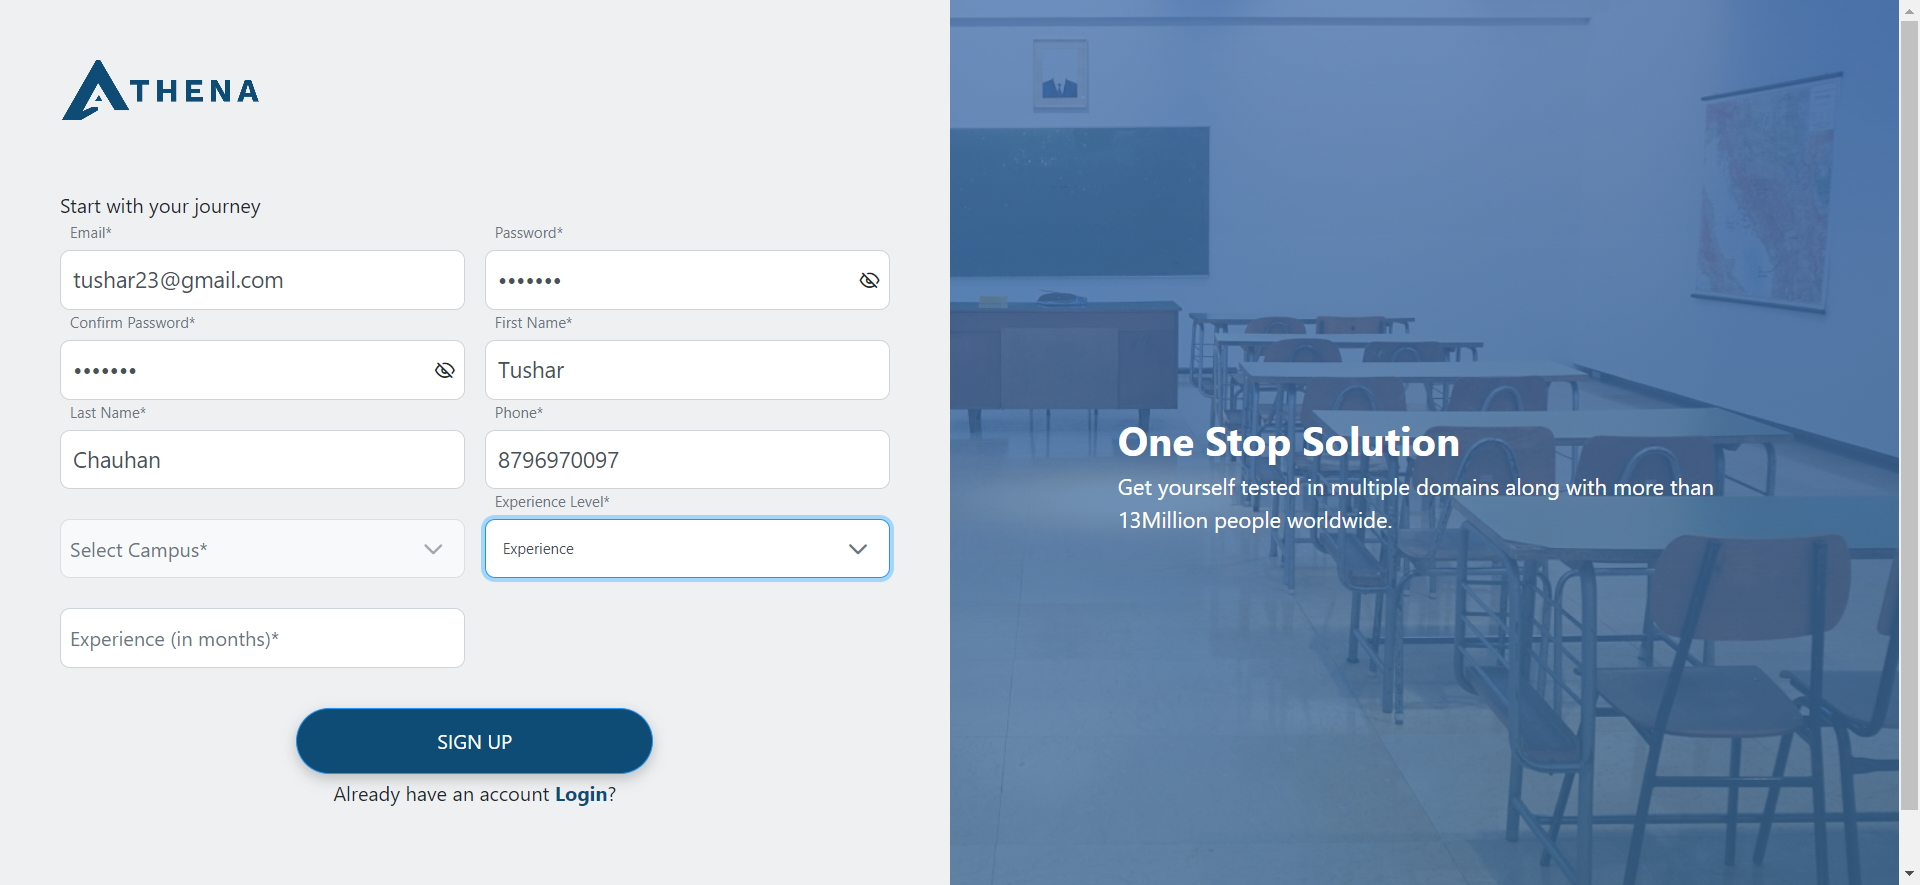 ATHENA
Start with your journey
Email*
Password*
tushar23@gmail.com
•••••••
Confirm Password*
First Name*
•••••••
Tushar
Last Name*
Phone*
Chauhan
8796970097
Experience Level*
Select Campus*
Experience
Experience (in months)*
SIGN UP
Already have an account Login?
One Stop Solution
Get yourself tested in multiple domains along with more than
13Million people worldwide.